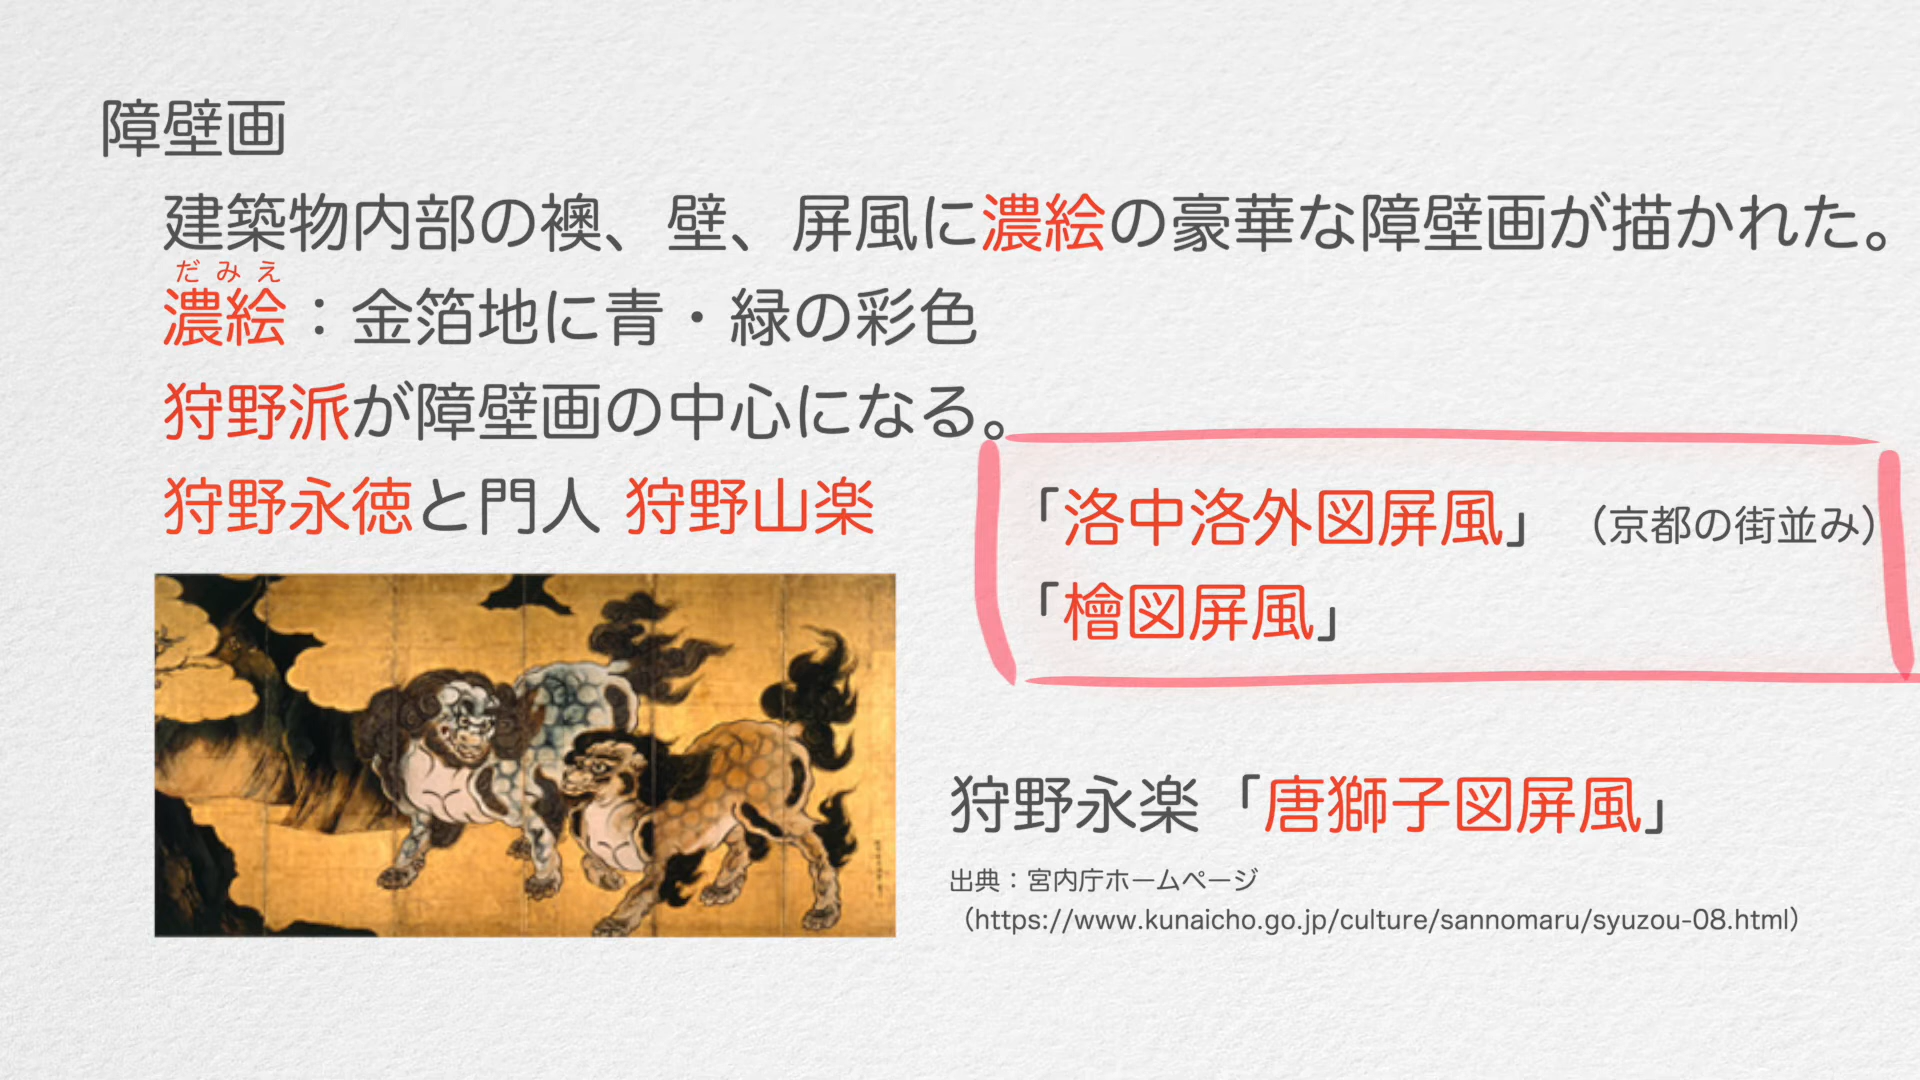 障壁画
建築物内部の襖、壁、屏風に濃絵の豪華な障壁画が描かれた。
だみえ
濃絵：金箔地に青・緑の彩色
狩野派が障壁画の中心になる。
狩野永徳と門人 狩野山楽
「洛中洛外図屏風」（京都の街並み）
「檜図屏風」
狩野永楽「唐獅子図屏風」
出典：宮内庁ホームページ
（https://www.kunaicho.go.jp/culture/sannomaru/syuzou-08.html）